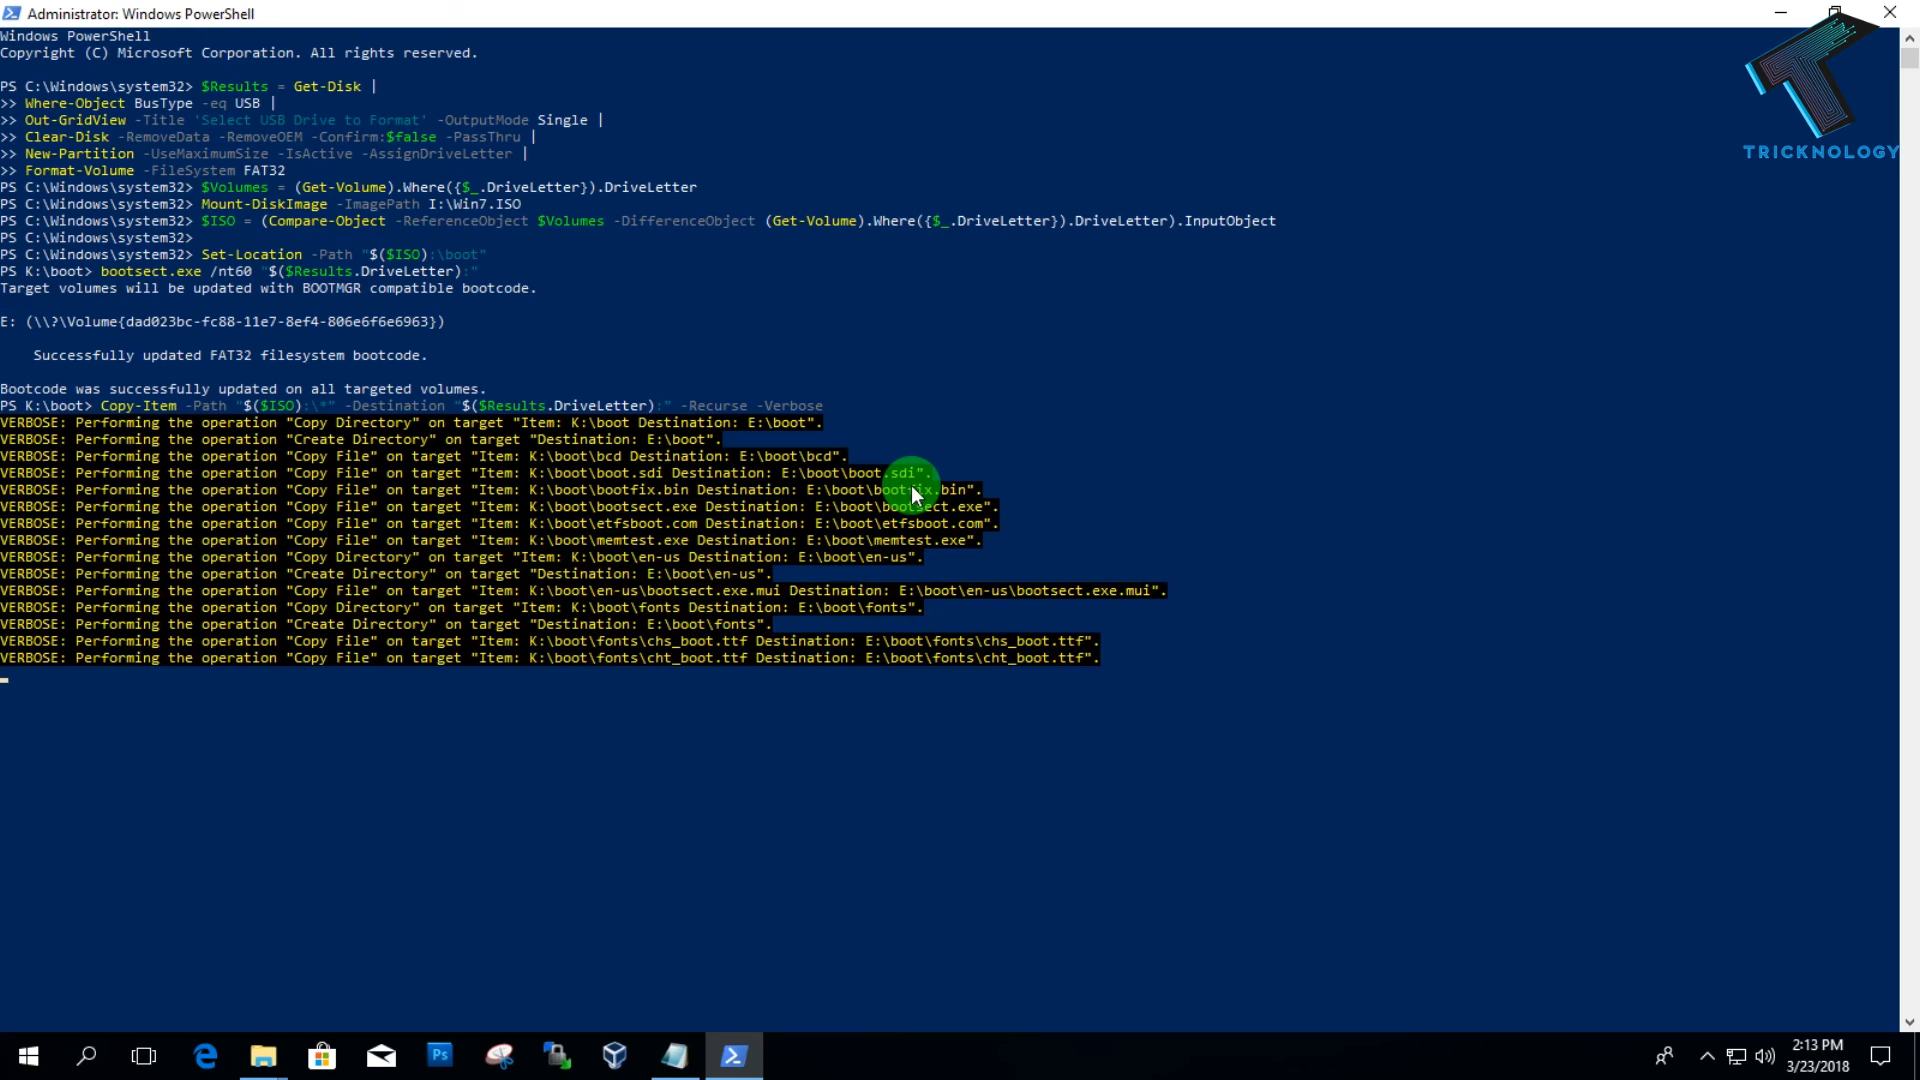 Administrator: Windows PowerShell
Windows PowerShell
Copyright (C) Microsoft Corporation. All rights reserved.
PS C:\Windows\system32> $Results = Get-Disk |
>> Where-Object BusType -eq USB |
>> Out-GridView -Title 'Select USB Drive to Format' -OutputMode Single |
>> Clear-Disk -RemoveData -RemoveOEM -Confirm:$false -PassThru |
>> New-Partition -UseMaximumSize -IsActive -AssignDriveLetter |
>> Format-Volume -FileSystem FAT32
PS C:\Windows\system32> $Volumes = (Get-Volume).Where({$_.DriveLetter}).DriveLetter
PS C:\Windows\system32> Mount-DiskImage -ImagePath I:\Win7.ISO
PS C:\Windows\system32> $ISO = (Compare-Object -ReferenceObject $Volumes -DifferenceObject (Get-Volume).Where({$_.DriveLetter}).DriveLetter).InputObject
PS C:\Windows\system32>
PS C:\Windows\system32> Set-Location -Path "$($ISO):\boot"
PS K:\boot> bootsect.exe /nt60 "$($Results.DriveLetter):"
Target volumes will be updated with BOOTMGR compatible bootcode.
E: (\\?\Volume{dad023bc-fc88-11e7-8ef4-806e6f6e6963})
Successfully updated FAT32 filesystem bootcode.
Bootcode was successfully updated on all targeted volumes.
PS K:\boot> Copy-Item -Path "$($ISO):\*" -Destination "$($Results.DriveLetter):" -Recurse -Verbose
VERBOSE: Performing the operation "Copy Directory" on target "Item: K:\boot Destination: E:\boot".
VERBOSE: Performing the operation "Create Directory" on target "Destination: E:\boot".
VERBOSE: Performing the operation "Copy File" on target "Item: K:\boot\bcd Destination: E:\boot\bcd".
VERBOSE: Performing the operation "Copy File" on target "Item: K:\boot\boot.sdi Destination: E:\boot\boot.sdi".
VERBOSE: Performing the operation "Copy File" on target "Item: K:\boot\bootfix.bin Destination: E:\boot\bootfix.bin".
VERBOSE: Performing the operation "Copy File" on target "Item: K:\boot\bootsect.exe Destination: E:\boot\bootsect.exe".
VERBOSE: Performing the operation "Copy File" on target "Item: K:\boot\etfsboot.com Destination: E:\boot\etfsboot.com".
VERBOSE: Performing the operation "Copy File" on target "Item: K:\boot\memtest.exe Destination: E:\boot\memtest.exe".
VERBOSE: Performing the operation "Copy Directory" on target "Item: K:\boot\en-us Destination: E:\boot\en-us".
VERBOSE: Performing the operation "Create Directory" on target "Destination: E:\boot\en-us".
VERBOSE: Performing the operation "Copy File" on target "Item: K:\boot\en-us\bootsect.exe.mui Destination: E:\boot\en-us\bootsect.exe.mui".
VERBOSE: Performing the operation "Copy Directory" on target "Item: K:\boot\fonts Destination: E:\boot\fonts".
VERBOSE: Performing the operation "Create Directory" on target "Destination: E:\boot\fonts".
VERBOSE: Performing the operation "Copy File" on target "Item: K:\boot\fonts\chs_boot.ttf Destination: E:\boot\fonts\chs_boot.ttf".
VERBOSE: Performing the operation "Copy File" on target "Item: K:\boot\fonts\cht_boot.ttf Destination: E:\boot\fonts\cht_boot.ttf".
TRICKNOLOGY
Ps
2:13 PM
3/23/2018